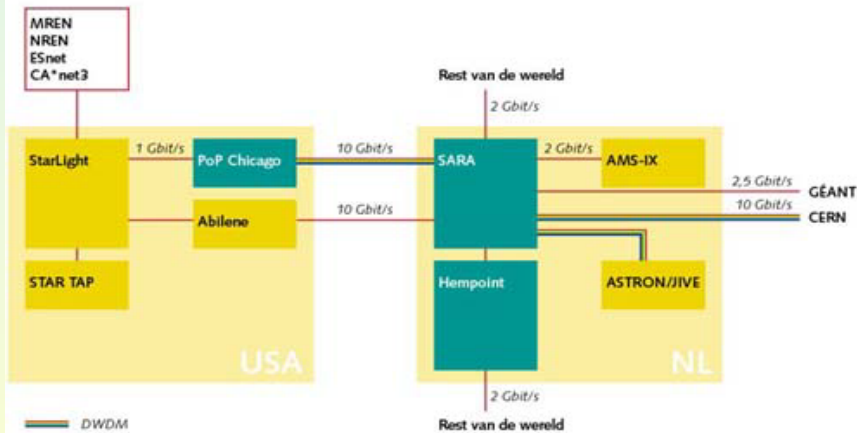 MREN
NREN
ESnet
CA*net3
Rest van de wereld
2 Gbit/s
StarLight
1 Gbit/s
PoP Chicago
10 Gbit/s
SARA
2 Gbit/s
AMS-IX
2,5 Gbit/s
GÉANT
10 Gbit/s
CERN
Abilene
10 Gbit/s
STAR TAP
Hempoint
ASTRON/JIVE
USA
NL
2 Gbit/s
DWDM
Rest van de wereld